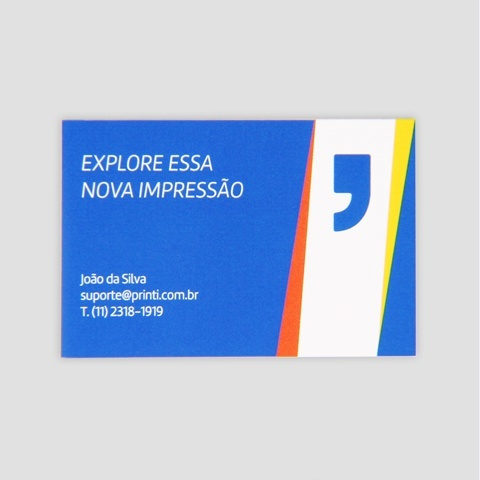 EXPLORE ESSA
NOVA IMPRESSÃO
João da Silva
suporte@printi.com.br
T. (11) 2318-1919